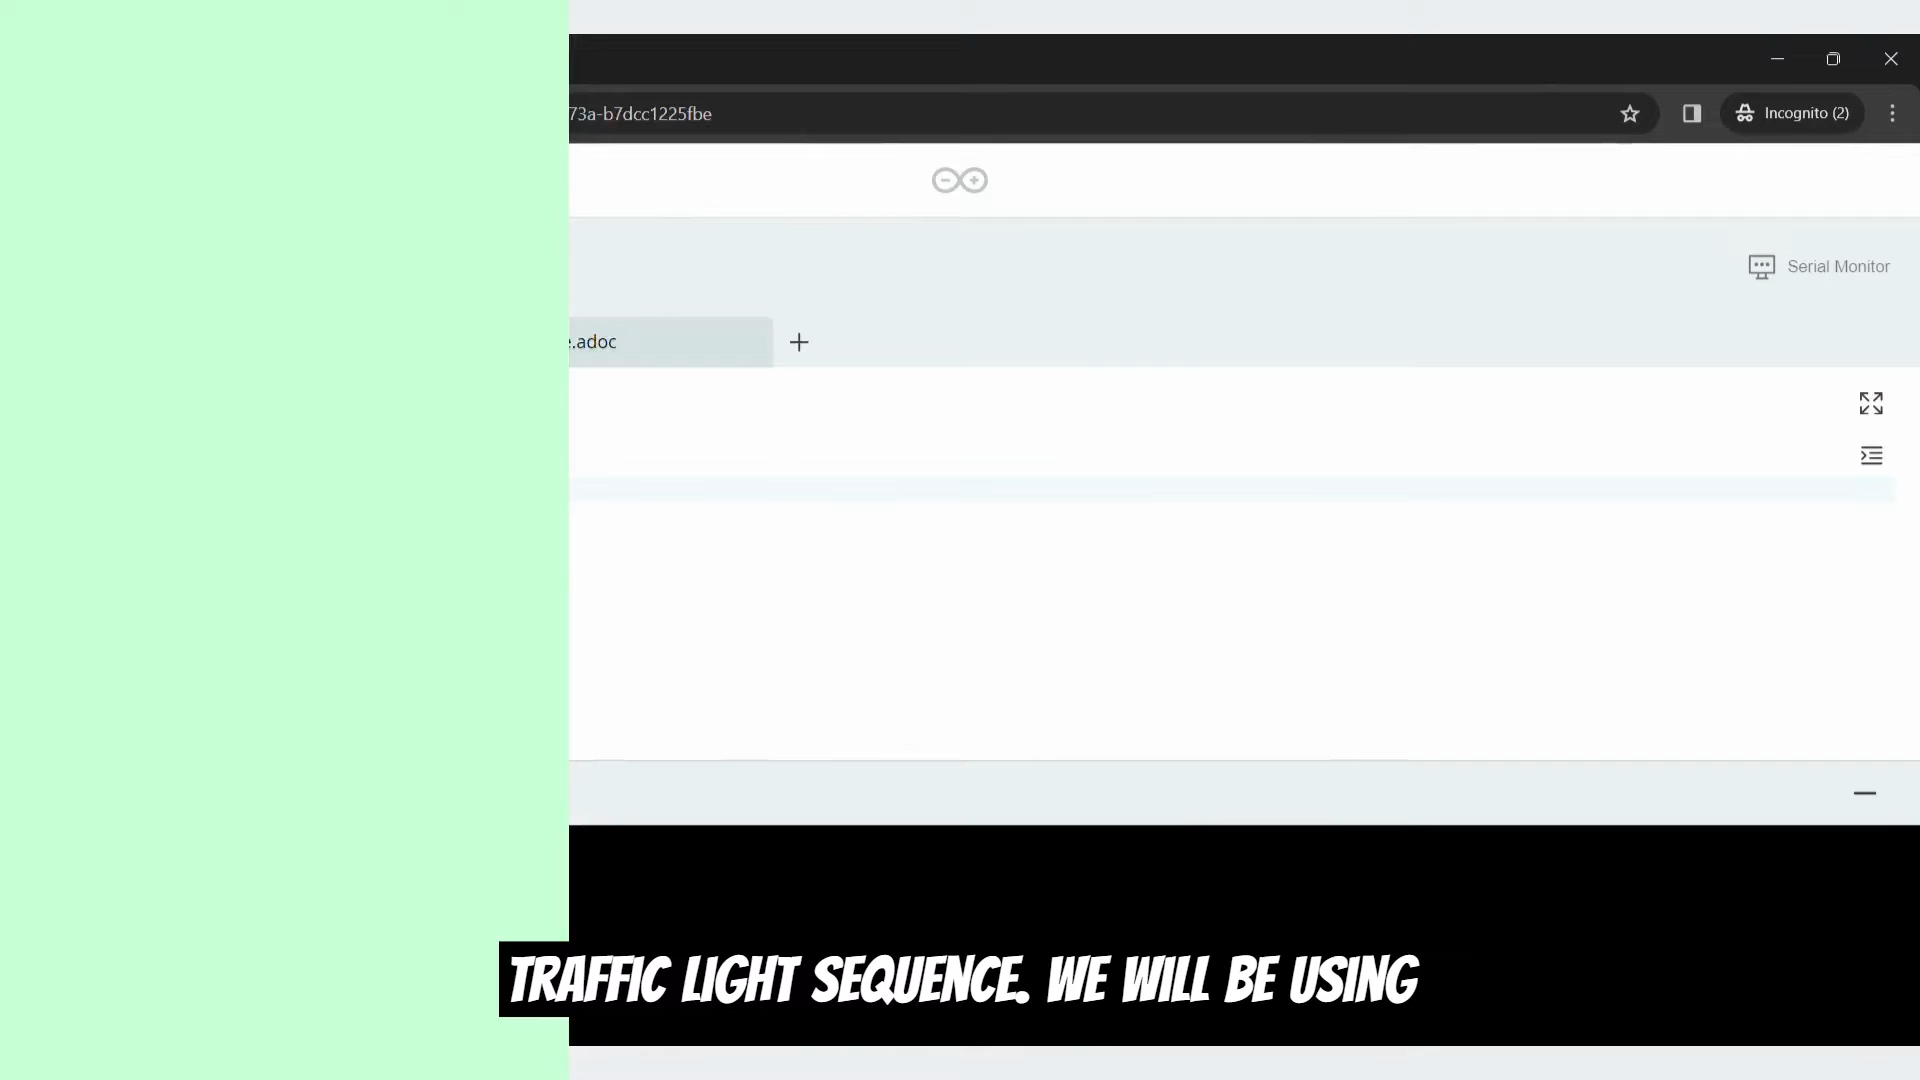 73a-b7dcc1225fbe
Incognito (2)
Serial Monitor
e.adoc
TRAFFIC LIGHT SEQUENCE. WE WILL BE USING